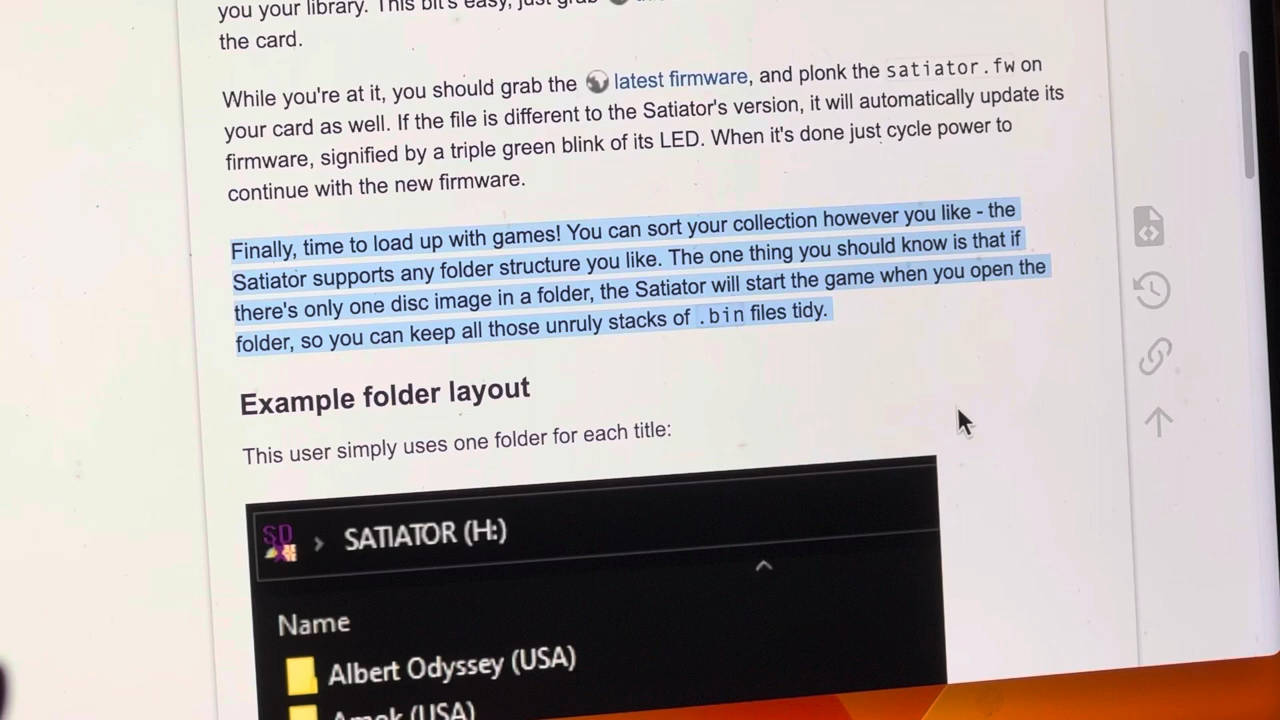 you your library. This bit's easy, just grab
the card.
While you're at it, you should grab the latest firmware, and plonk the satiator.fw on
your card as well. If the file is different to the Satiator's version, it will automatically update its
firmware, signified by a triple green blink of its LED. When it's done just cycle power to
continue with the new firmware.
Finally, time to load up with games! You can sort your collection however you like - the
Satiator supports any folder structure you like. The one thing you should know is that if
there's only one disc image in a folder, the Satiator will start the game when you open the
folder, so you can keep all those unruly stacks of .bin files tidy.
Example folder layout
This user simply uses one folder for each title:
SD
SATIATOR (H:)
Name
Albert Odyssey (USA)
Amok (USA)